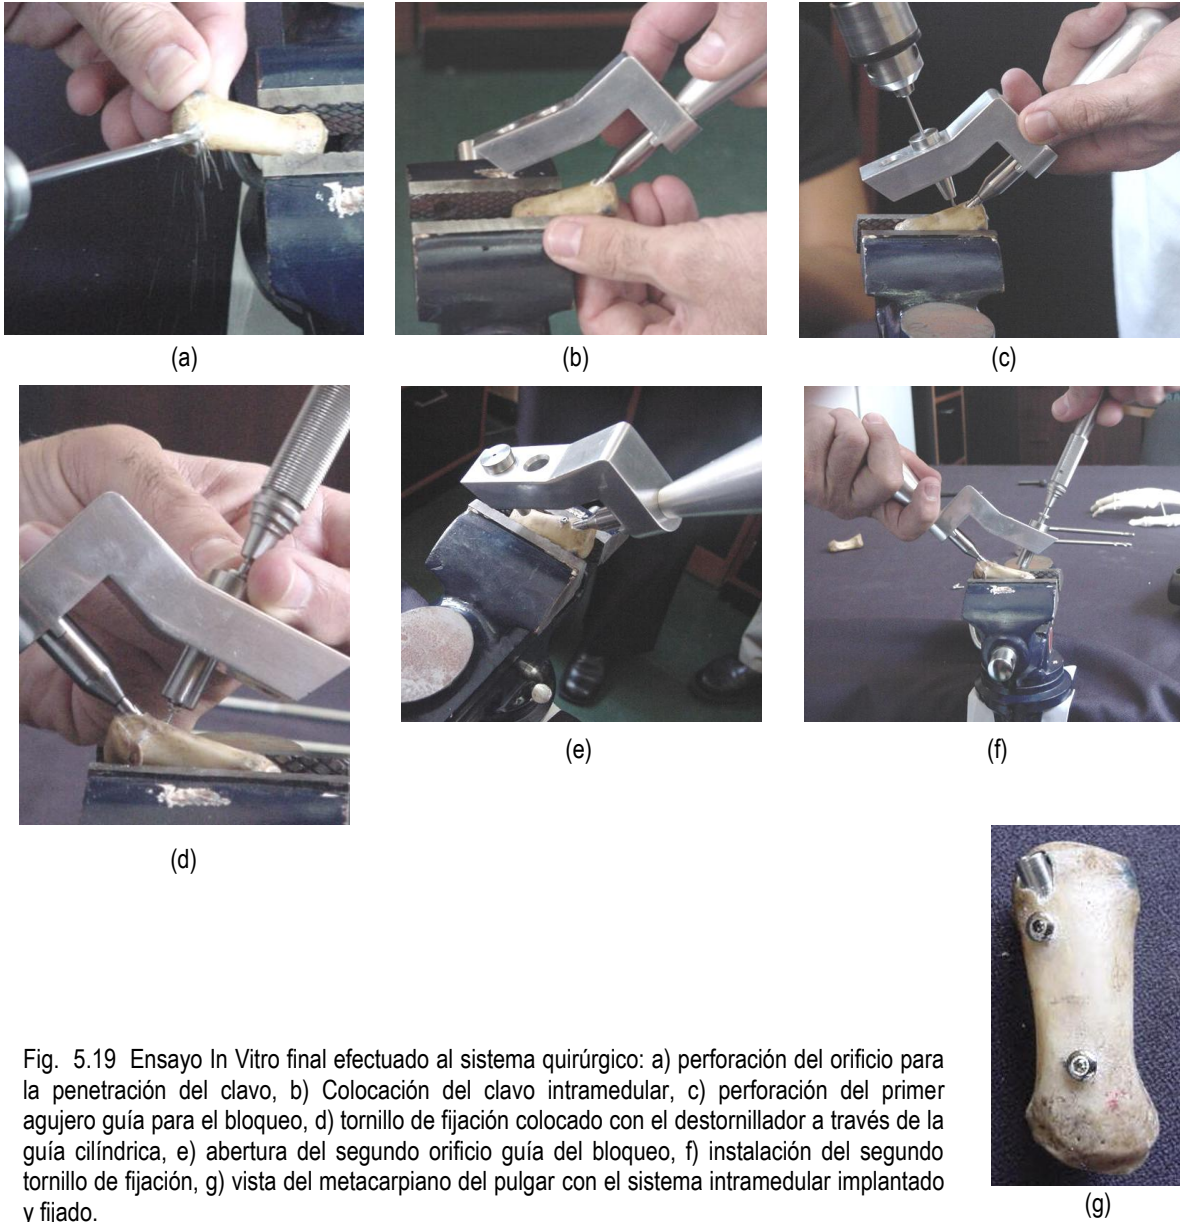 (a)
(b)
(c)
(d)
(e)
(f)
(g)
Fig. 5.19 Ensayo In Vitro final efectuado al sistema quirúrgico: a) perforación del orificio para
la penetración del clavo, b) Colocación del clavo intramedular, c) perforación del primer
agujero guía para el bloqueo, d) tornillo de fijación colocado con el destornillador a través de la
guía cilíndrica, e) abertura del segundo orificio guía del bloqueo, f) instalación del segundo
tornillo de fijación, g) vista del metacarpiano del pulgar con el sistema intramedular implantado
y fijado.